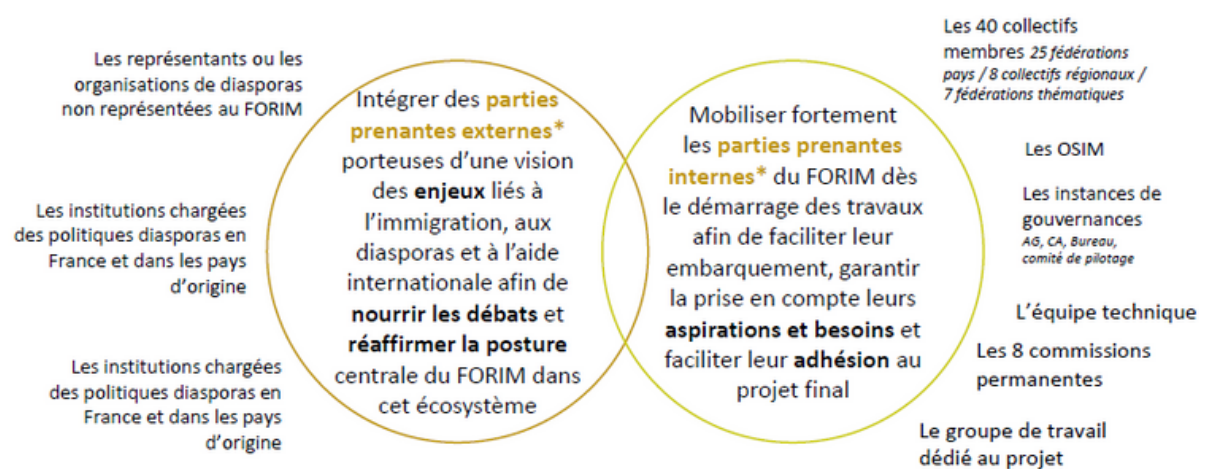 Les représentants ou les
organisations de diasporas
non représentées au FORIM
Les institutions chargées
des politiques diasporas en
France et dans les pays
d'origine
Les institutions chargées
des politiques diasporas en
France et dans les pays
d'origine
Intégrer des parties
prenantes externes*
porteuses d'une vision
des enjeux liés à
l'immigration, aux
diasporas et à l'aide
internationale afin de
nourrir les débats et
réaffirmer la posture
centrale du FORIM dans
cet écosystème
Mobiliser fortement
les parties prenantes
internes* du FORIM dès
le démarrage des travaux
afin de faciliter leur
embarquement, garantir
la prise en compte leurs
aspirations et besoins et
faciliter leur adhésion au
projet final
Les 40 collectifs
membres 25 fédérations
pays / 8 collectifs régionaux /
7 fédérations thématiques
Les OSIM
Les instances de
gouvernances
AG, CA, Bureau,
comité de pilotage
L'équipe technique
Les 8 commissions
permanentes
Le groupe de travail
dédié au projet